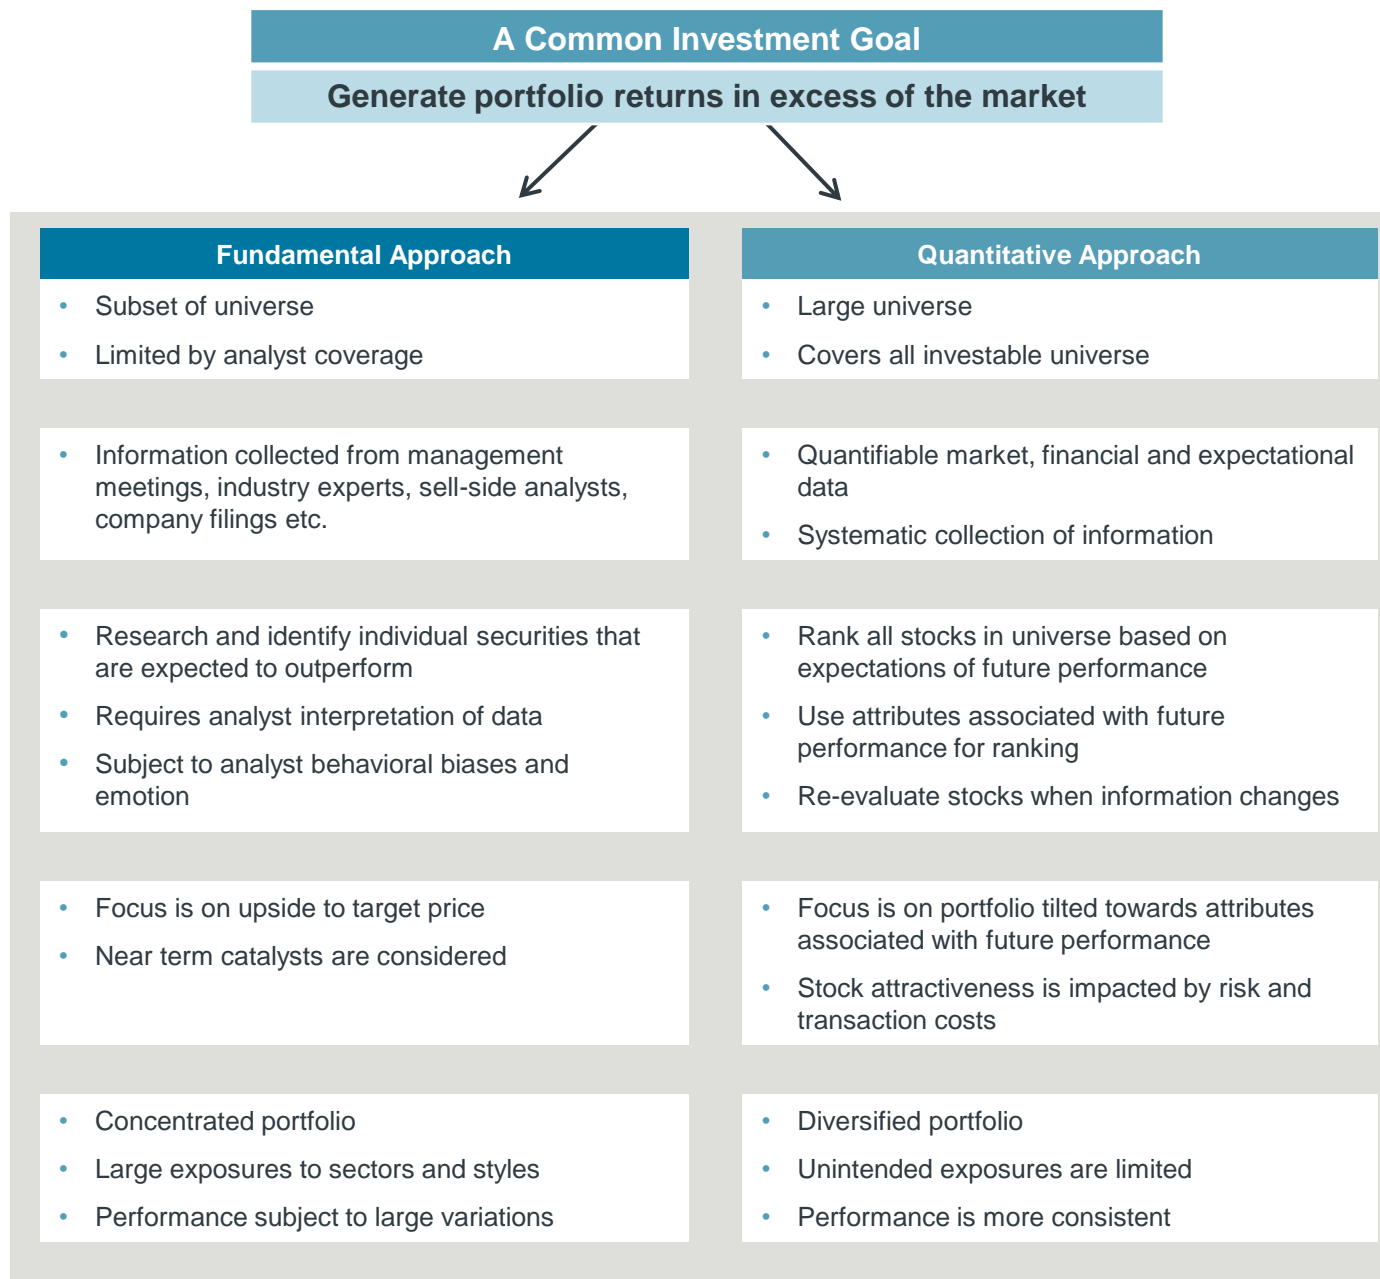 A Common Investment Goal
Generate portfolio returns in excess of the market
Fundamental Approach
• Subset of universe
• Limited by analyst coverage
• Information collected from management
meetings, industry experts, sell-side analysts,
company filings etc.
• Research and identify individual securities that
are expected to outperform
• Requires analyst interpretation of data
• Subject to analyst behavioral biases and
emotion
• Focus is on upside to target price
• Near term catalysts are considered
• Concentrated portfolio
• Large exposures to sectors and styles
• Performance subject to large variations
Quantitative Approach
• Large universe
• Covers all investable universe
• Quantifiable market, financial and expectational
data
• Systematic collection of information
• Rank all stocks in universe based on
expectations of future performance
• Use attributes associated with future
performance for ranking
• Re-evaluate stocks when information changes
• Focus is on portfolio tilted towards attributes
associated with future performance
• Stock attractiveness is impacted by risk and
transaction costs
• Diversified portfolio
• Unintended exposures are limited
• Performance is more consistent